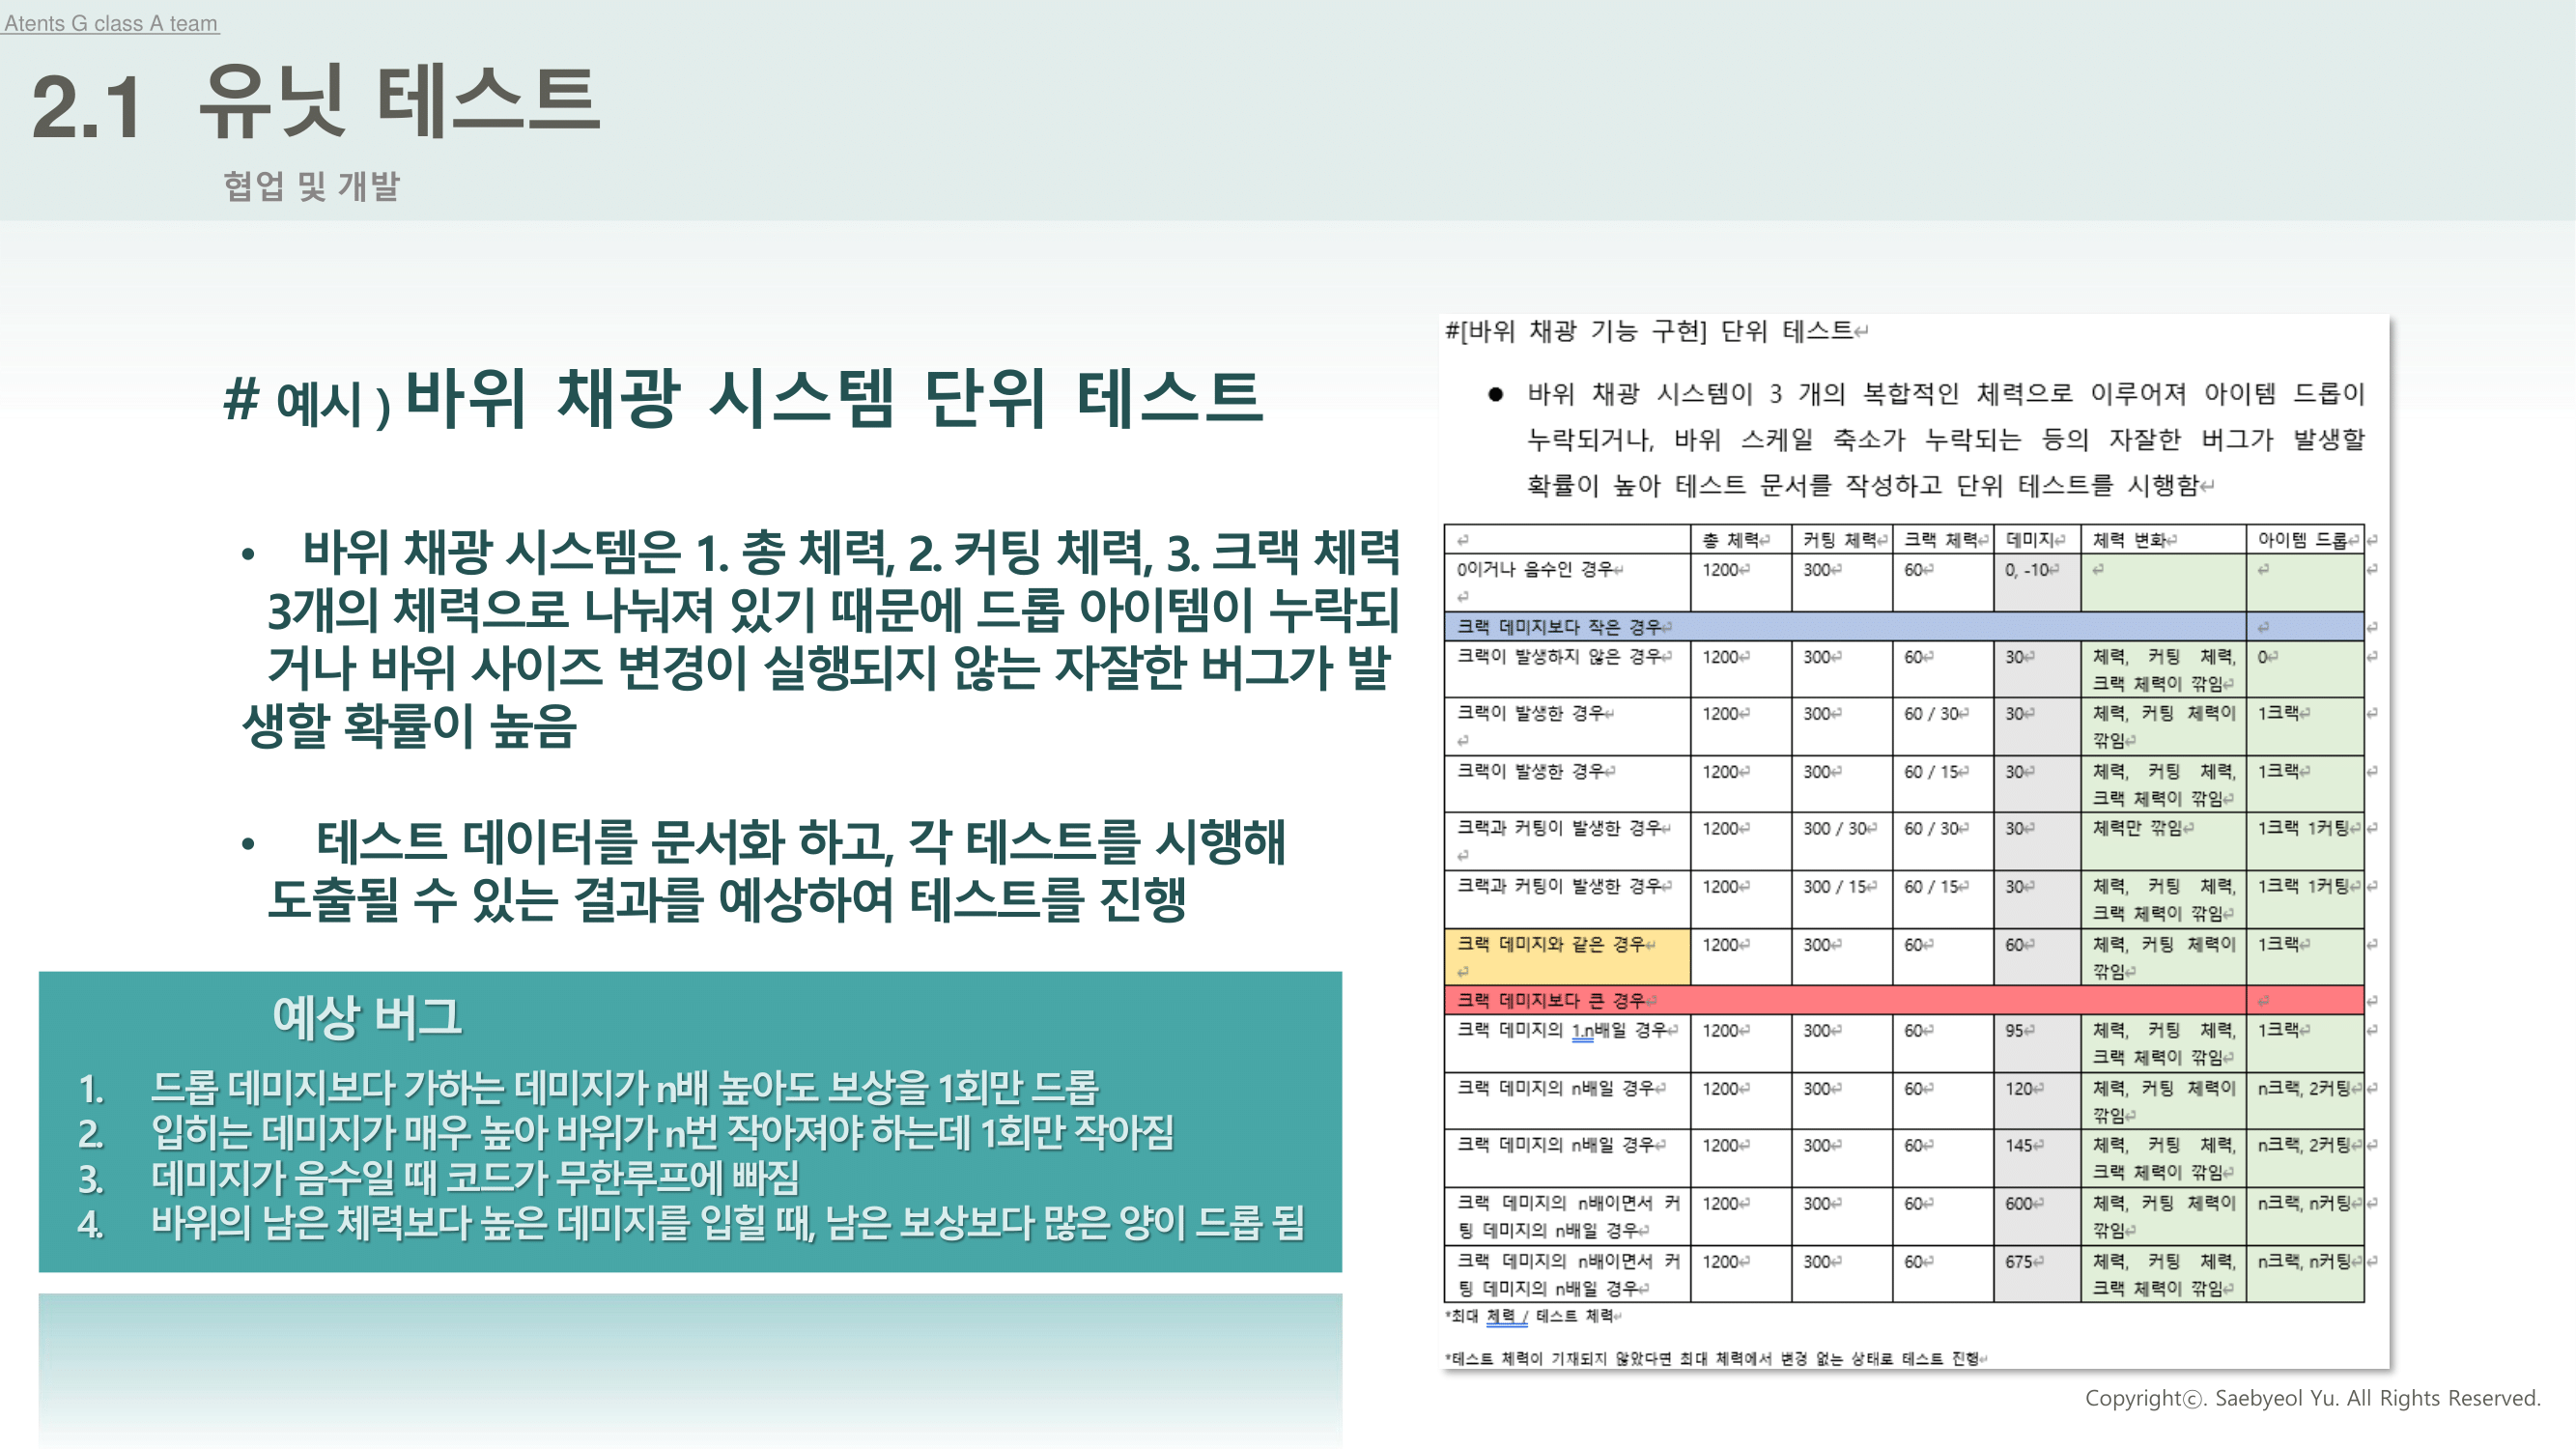 Atents G class A team
2.1 유닛 테스트
협업 및 개발
# 예시 ) 바위 채광 시스템 단위 테스트
• 바위 채광 시스템은 1. 총 체력, 2. 커팅 체력, 3. 크랙 체력
3개의 체력으로 나눠져 있기 때문에 드롭 아이템이 누락되
거나 바위 사이즈 변경이 실행되지 않는 자잘한 버그가 발
생할 확률이 높음
• 테스트 데이터를 문서화 하고, 각 테스트를 시행해
도출될 수 있는 결과를 예상하여 테스트를 진행
예상 버그
1. 드롭 데미지보다 가하는 데미지가 n배 높아도 보상을 1회만 드롭
2. 입히는 데미지가 매우 높아 바위가 n번 작아져야 하는데 1회만 작아짐
3. 데미지가 음수일 때 코드가 무한루프에 빠짐
4. 바위의 남은 체력보다 높은 데미지를 입힐 때, 남은 보상보다 많은 양이 드롭 됨
#[바위 채광 기능 구현] 단위 테스트↵
● 바위 채광 시스템이 3 개의 복합적인 체력으로 이루어져 아이템 드롭이
누락되거나, 바위 스케일 축소가 누락되는 등의 자잘한 버그가 발생할
확률이 높아 테스트 문서를 작성하고 단위 테스트를 시행함↵
총 체력 커팅 체력 크랙 체력 데미지 체력 변화 아이템 드롭
0이거나 음수인 경우 1200 300 60 0, -10
크랙 데미지보다 작은 경우
크랙이 발생하지 않은 경우 1200 300 60 30 체력, 커팅 체력, 0
크랙 체력이 깎임
크랙이 발생한 경우 1200 300 60 / 30 30 체력, 커팅 체력이 1크랙
깎임
크랙이 발생한 경우 1200 300 60 / 15 30 체력, 커팅 체력, 1크랙
크랙 체력이 깎임
크랙과 커팅이 발생한 경우 1200 300 / 30 60 / 30 30 체력만 깎임 1크랙 1커팅
크랙과 커팅이 발생한 경우 1200 300 / 15 60 / 15 30 체력, 커팅 체력, 1크랙 1커팅
크랙 체력이 깎임
크랙 데미지와 같은 경우 1200 300 60 60 체력, 커팅 체력이 1크랙
깎임
크랙 데미지보다 큰 경우
크랙 데미지의 1.n배일 경우 1200 300 60 95 체력, 커팅 체력, 1크랙
크랙 체력이 깎임
크랙 데미지의 n배일 경우 1200 300 60 120 체력, 커팅 체력이 n크랙, 2커팅
깎임
크랙 데미지의 n배일 경우 1200 300 60 145 체력, 커팅 체력, n크랙, 2커팅
크랙 체력이 깎임
크랙 데미지의 n배이면서 커 1200 300 60 600 체력, 커팅 체력이 n크랙, n커팅
팅 데미지의 n배일 경우 깎임
크랙 데미지의 n배이면서 커 1200 300 60 675 체력, 커팅 체력, n크랙, n커팅
팅 데미지의 n배일 경우 크랙 체력이 깎임
*최대 체력 / 테스트 체력
*테스트 체력이 기재되지 않았다면 최대 체력에서 변경 없는 상태로 테스트 진행
Copyrightⓒ. Saebyeol Yu. All Rights Reserved.